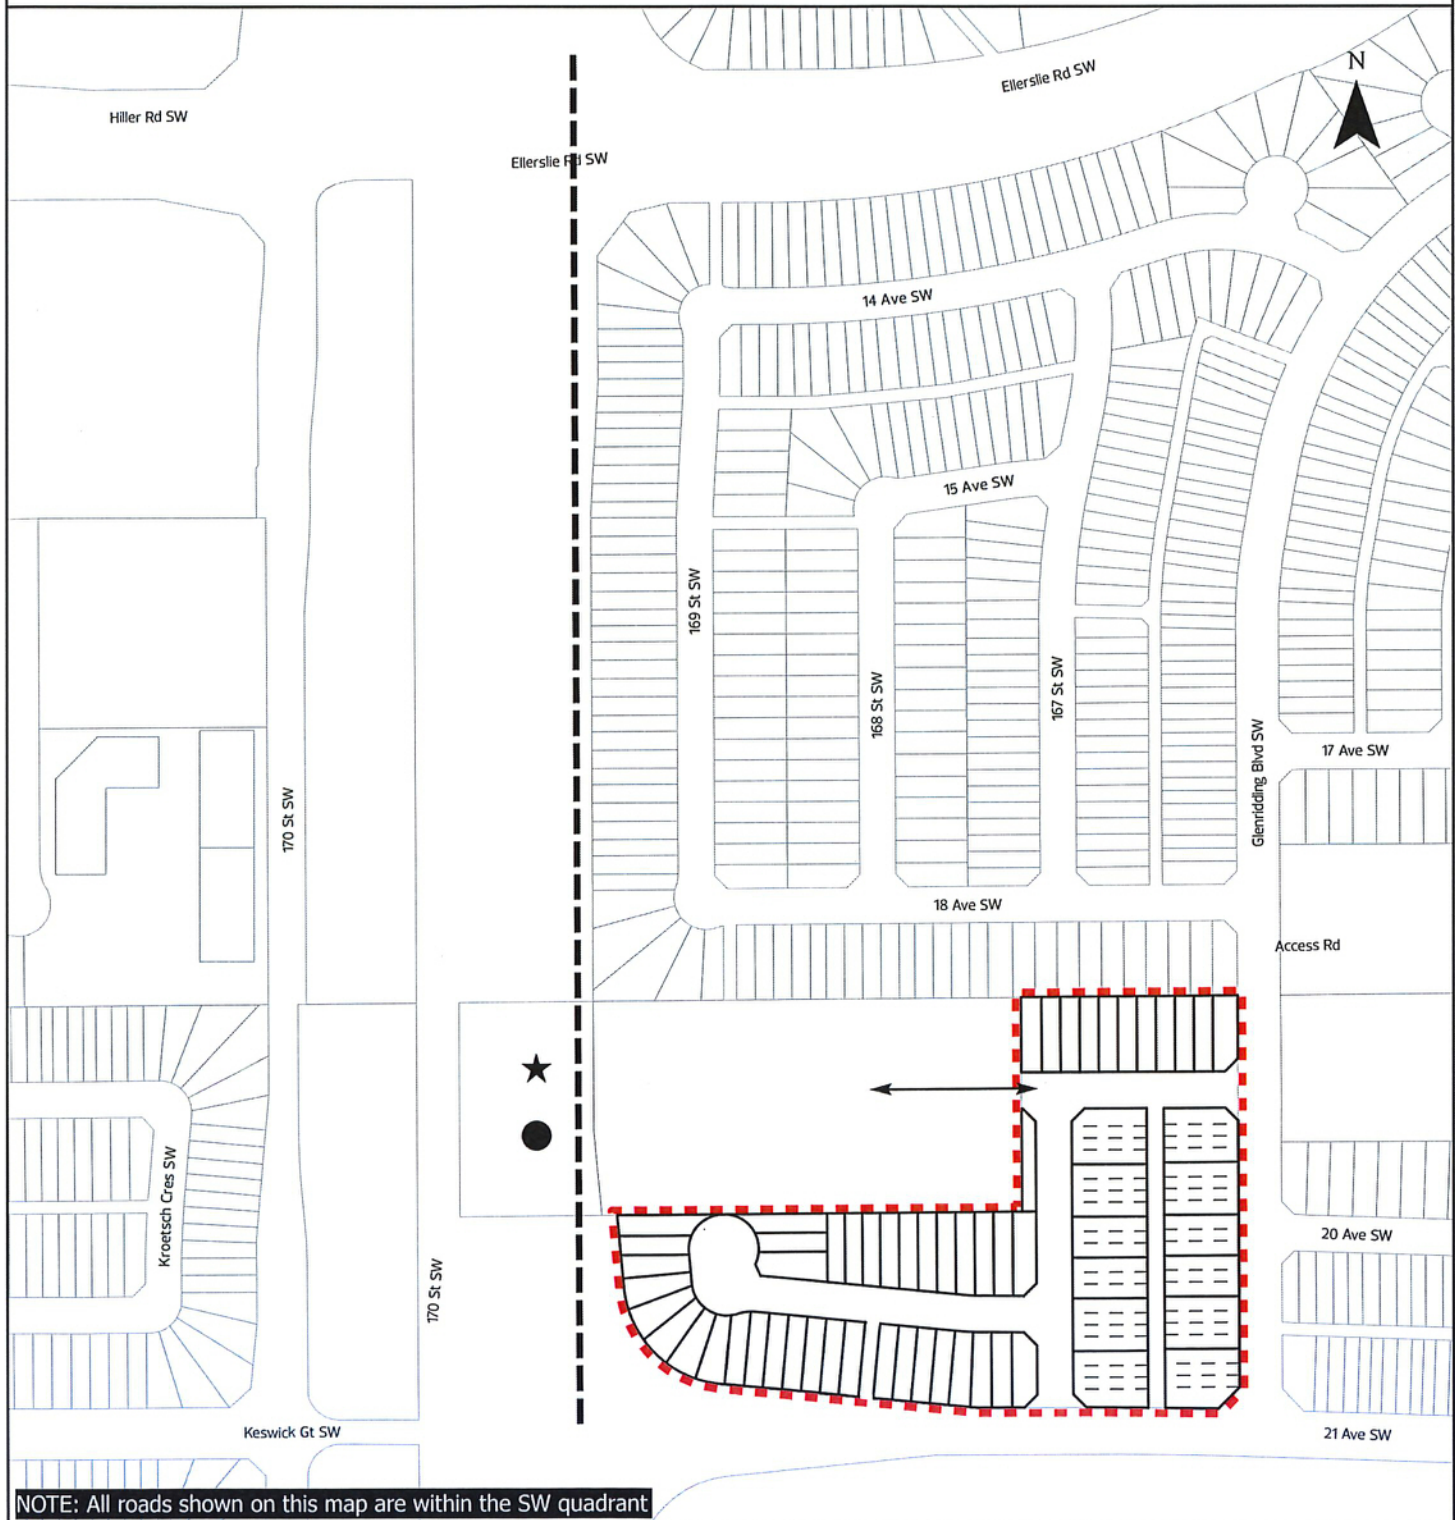 Ellerslie Rd SW
N
Hiller Rd SW
Ellerslie Rd SW
14 Ave SW
15 Ave SW
169 St SW
168 St SW
167 St SW
Glenridding Blvd SW
17 Ave SW
170 St SW
18 Ave SW
Access Rd
Kroetsch Cres SW
20 Ave SW
170 St SW
Keswick Gt SW
21 Ave SW
NOTE: All roads shown on this map are within the SW quadrant